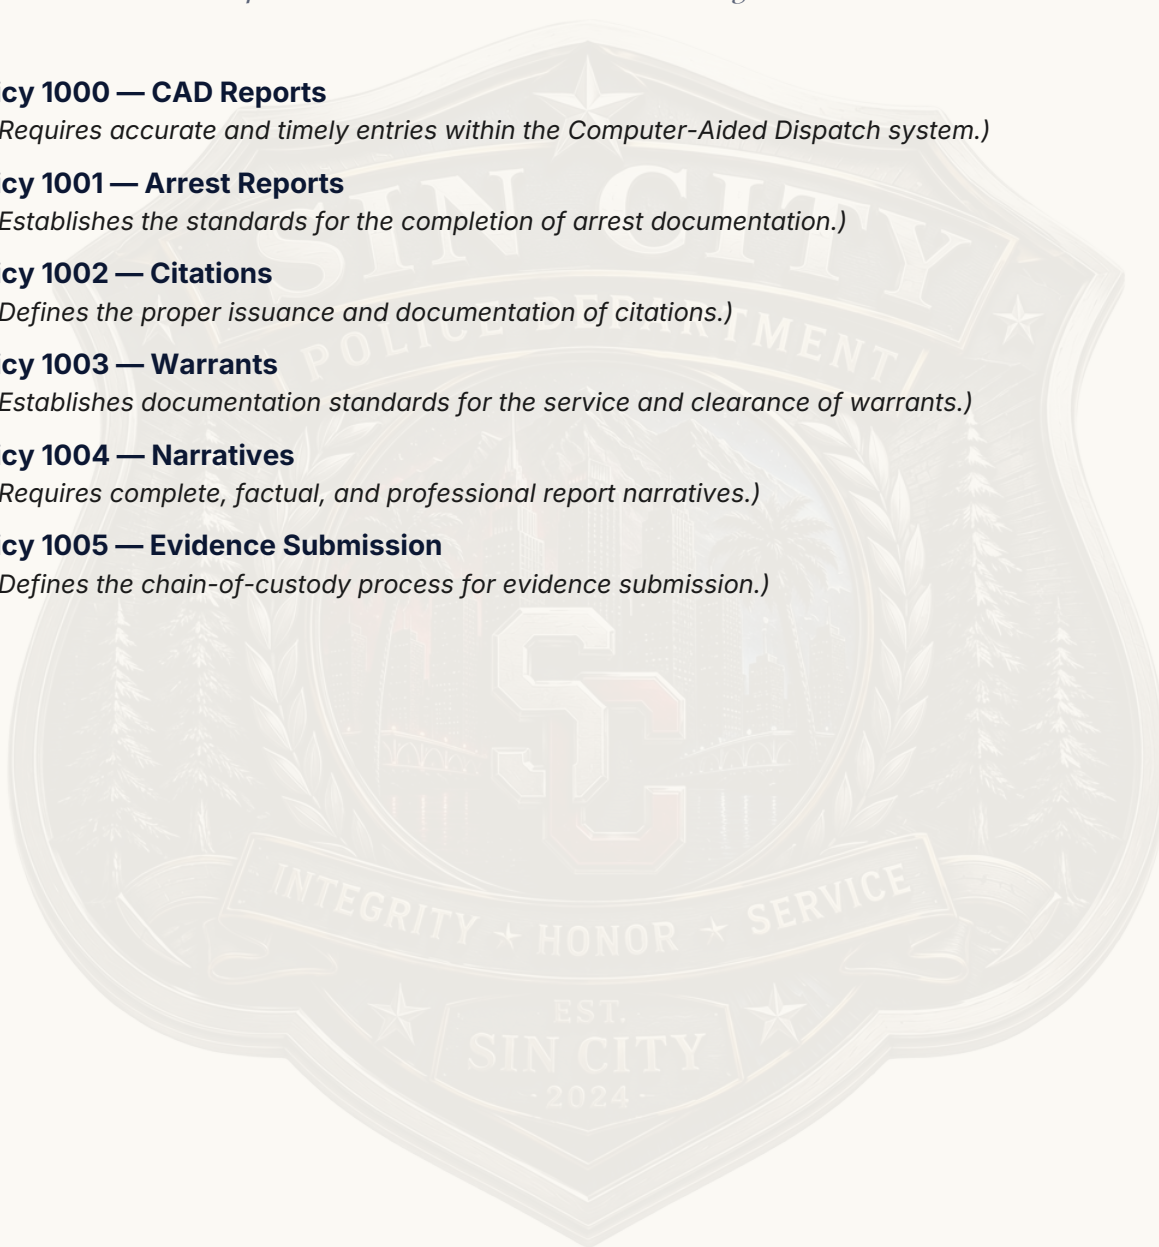 icy 1000 — CAD Reports
Requires accurate and timely entries within the Computer-Aided Dispatch system.)
icy 1001 — Arrest Reports
Establishes the standards for the completion of arrest documentation.)
icy 1002 — Citations
Defines the proper issuance and documentation of citations.)
icy 1003 — Warrants
Establishes documentation standards for the service and clearance of warrants.)
icy 1004 — Narratives
Requires complete, factual, and professional report narratives.)
icy 1005 — Evidence Submission
Defines the chain-of-custody process for evidence submission.)
SIN CITY
POLICE DEPARTMENT
SC
INTEGRITY ★ HONOR ★ SERVICE
EST.
SIN CITY
· 2024 ·